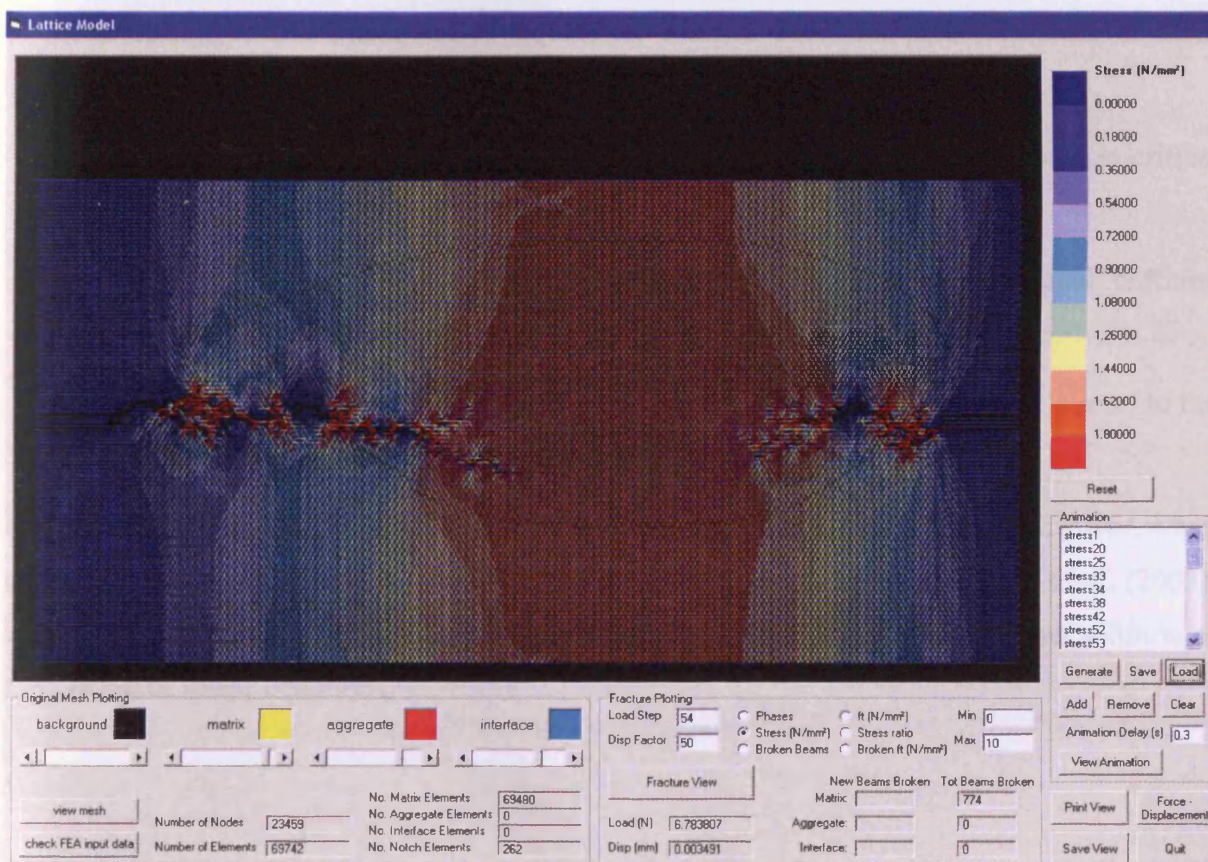 Lattice Model
Stress (N/mm²)
0.00000
0.18000
0.36000
0.54000
0.72000
0.90000
1.08000
1.26000
1.44000
1.62000
1.80000
Reset
Animation
stress1
stress20
stress25
stress33
stress34
stress38
stress42
stress52
stress53
Generate Save Load
Add Remove Clear
Animation Delay (s) 0.3
View Animation
Print View Force - Displacement
Save View Quit
Original Mesh Plotting
background matrix aggregate interface
view mesh
check FEA input data
Number of Nodes 23459
Number of Elements 69742
No. Matrix Elements 69480
No. Aggregate Elements 0
No. Interface Elements 0
No. Notch Elements 262
Fracture Plotting
Load Step 54
Disp Factor 50
Phases ft (N/mm²)
Stress (N/mm²) Stress ratio
Broken Beams Broken ft (N/mm²)
Min 0
Max 10
Fracture View
New Beams Broken Tot Beams Broken
Matrix: 774
Load (N) 6.783807
Aggregate: 0
Disp (mm) 0.003491
Interface: 0